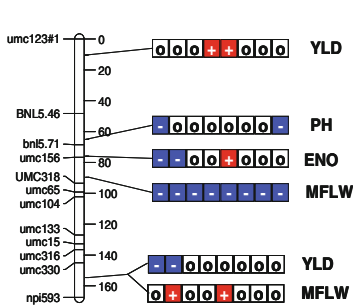 umc123#1 0 o o o + + o o o YLD
20
40
BNL5.46
60 - o o o o o o - PH
bnl5.71
umc156 80 - - o o + o o o ENO
UMC318
umc65 100 - - - - - - - - MFLW
umc104
120
umc133
umc15
umc316 140 - - o o o o o o YLD
umc330
160 o + o o + o o o MFLW
npi593